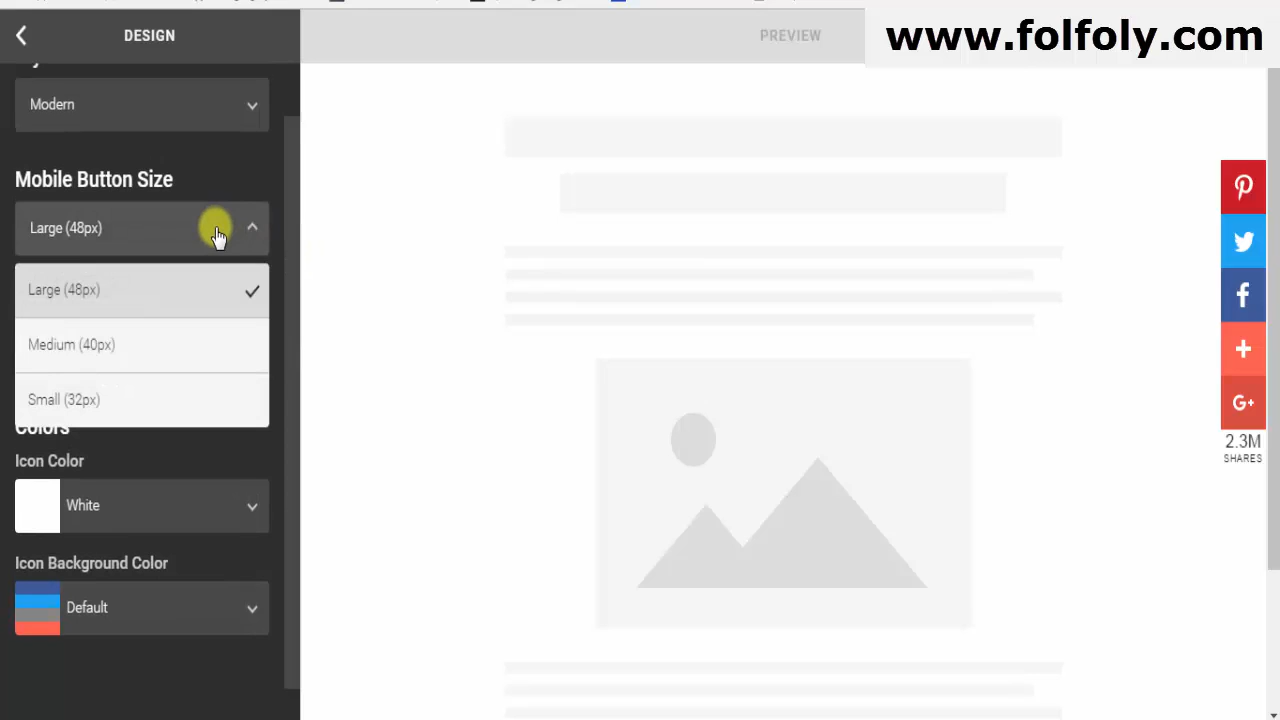 DESIGN
PREVIEW
www.folfoly.com
Modern
Mobile Button Size
Large (48px)
Large (48px)
Medium (40px)
Small (32px)
Colors
Icon Color
White
Icon Background Color
Default
G+
2.3M
SHARES